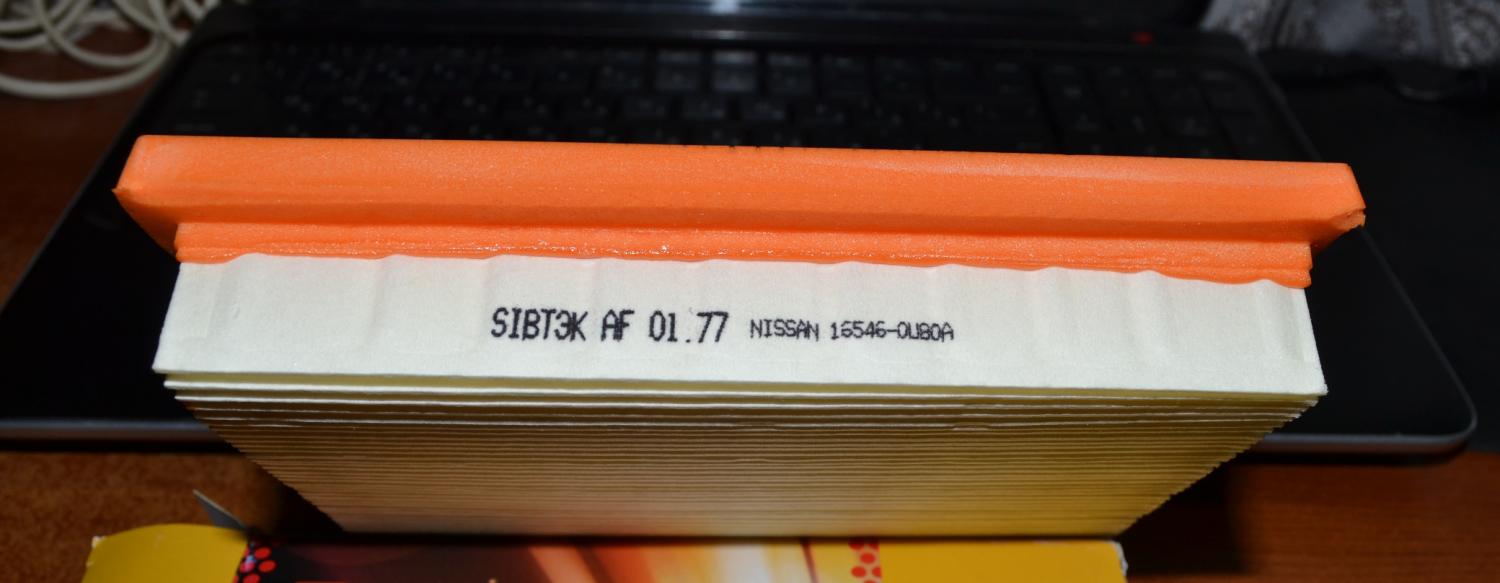 SIBTЭK AF 01.77 NISSAN 16546-0U80A